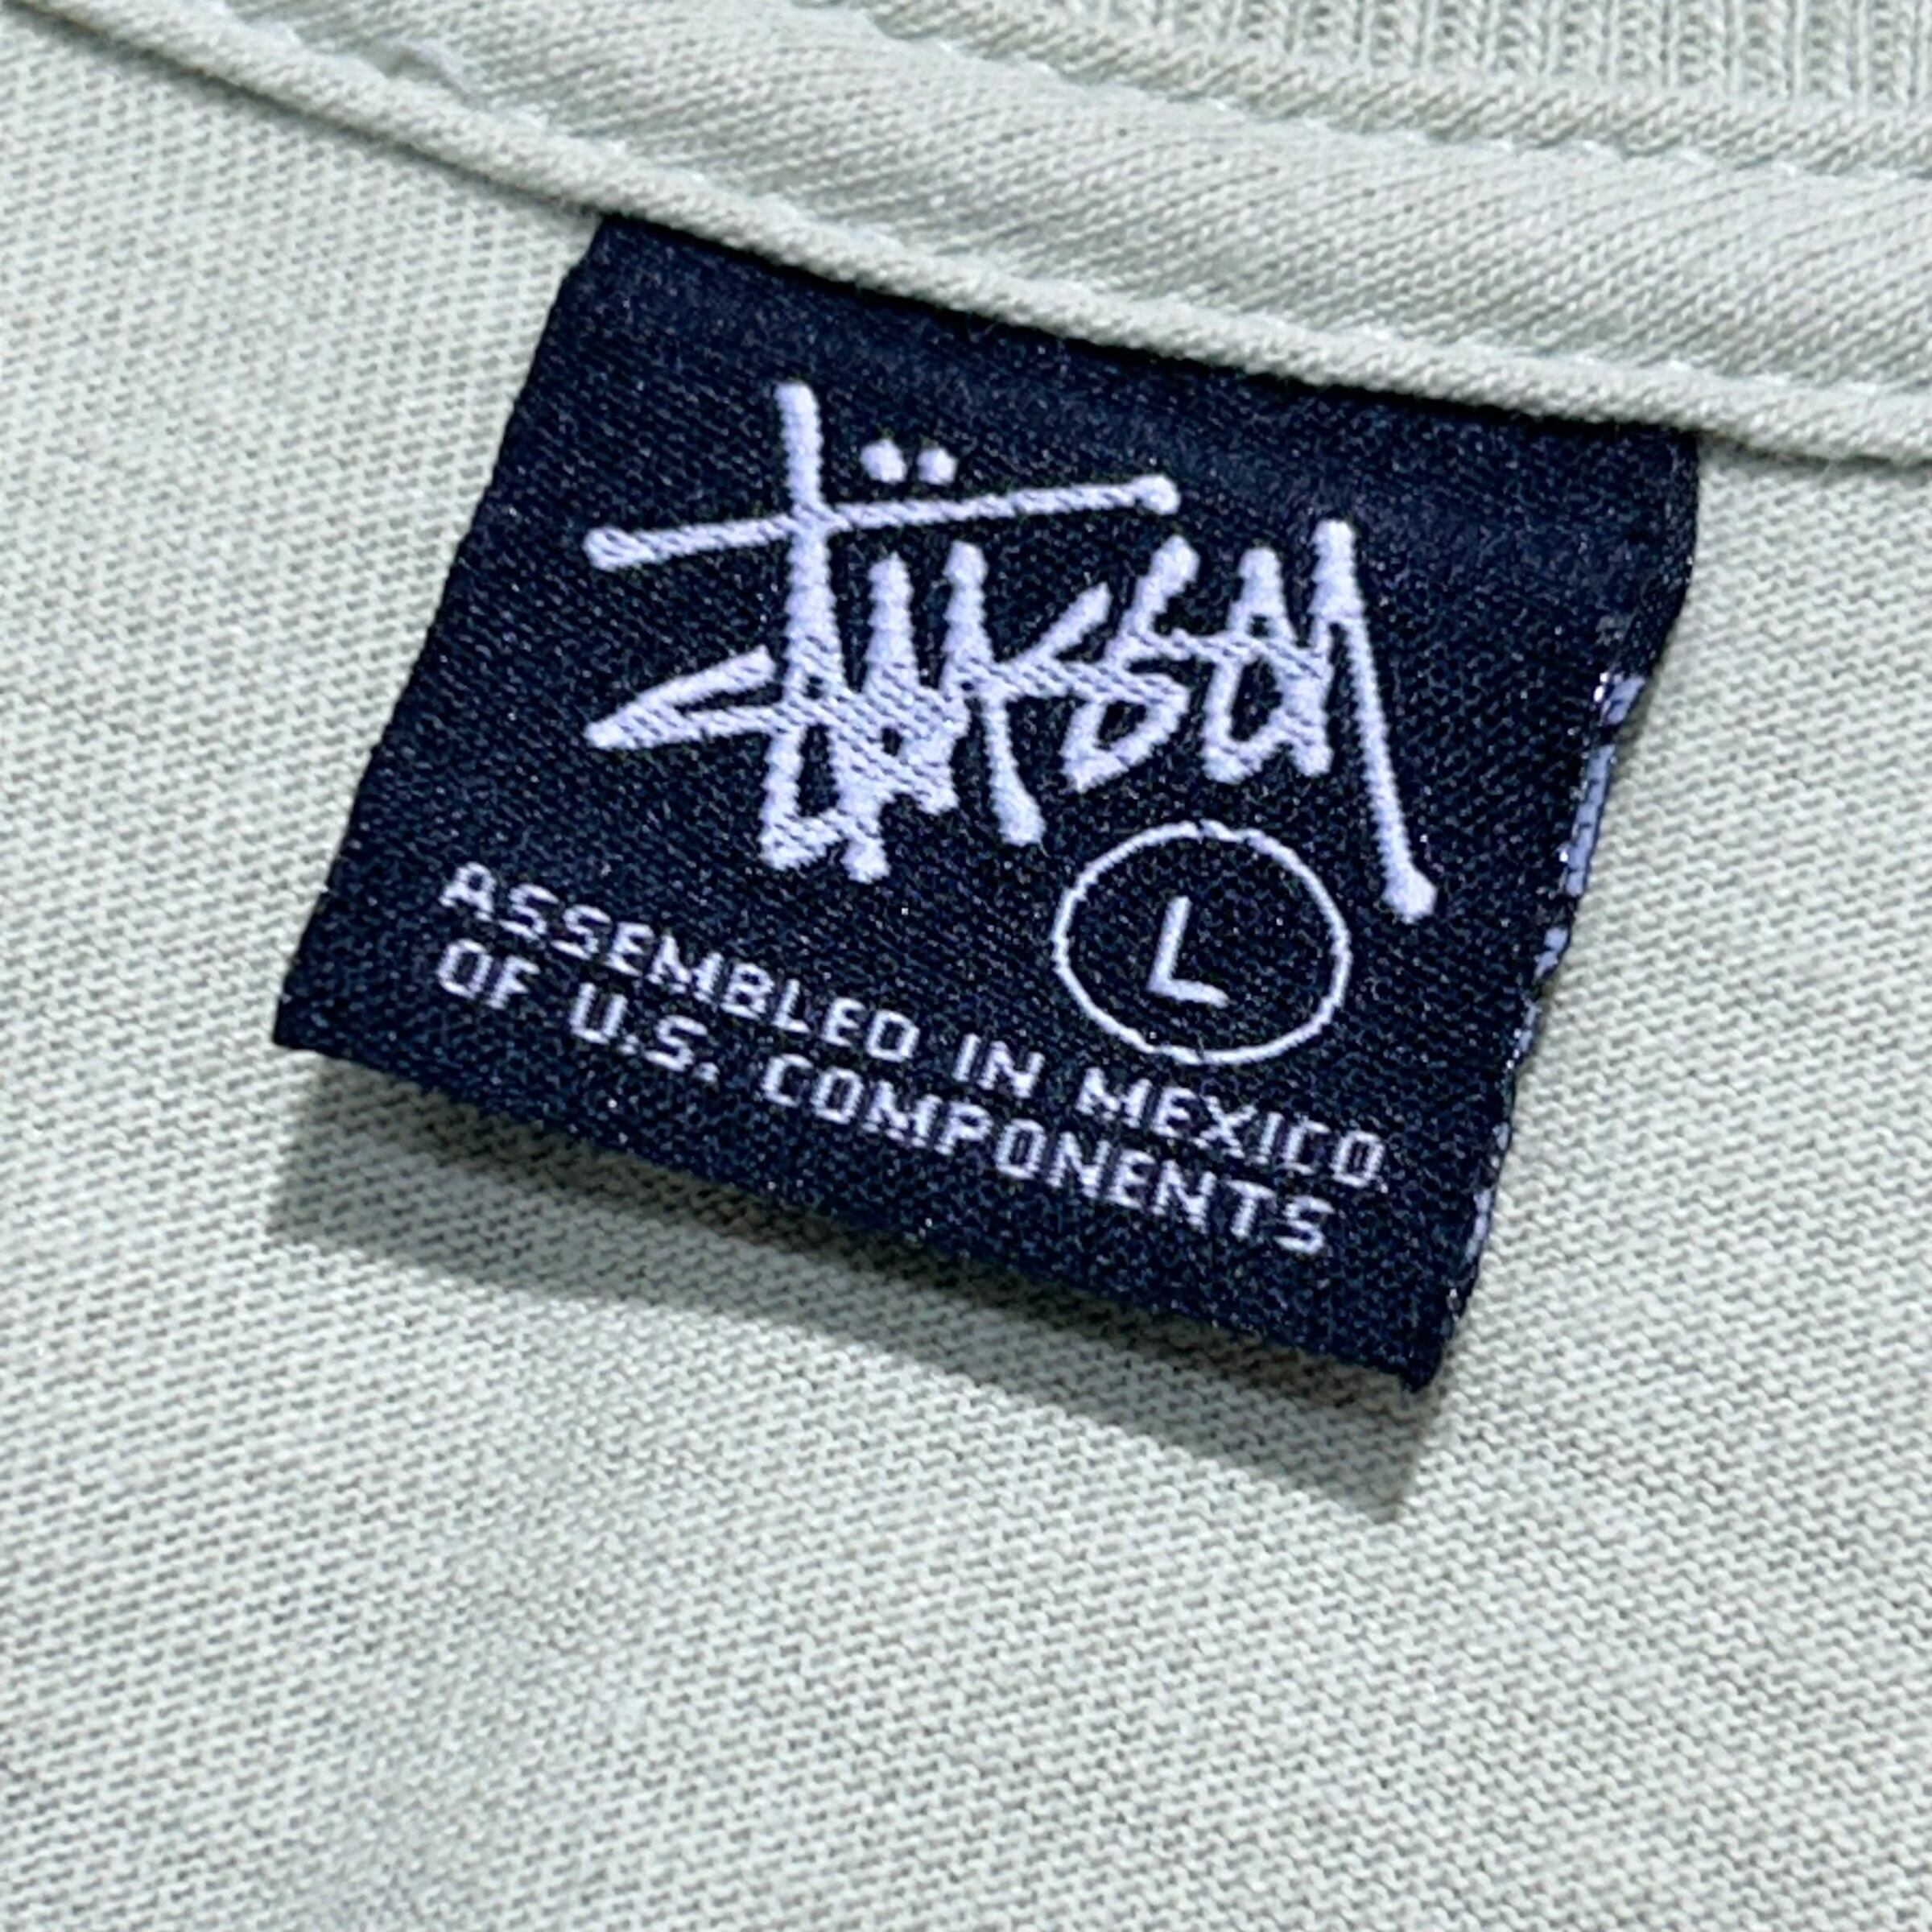 Stüssy
L
ASSEMBLED IN MEXICO.
OF U.S. COMPONENTS